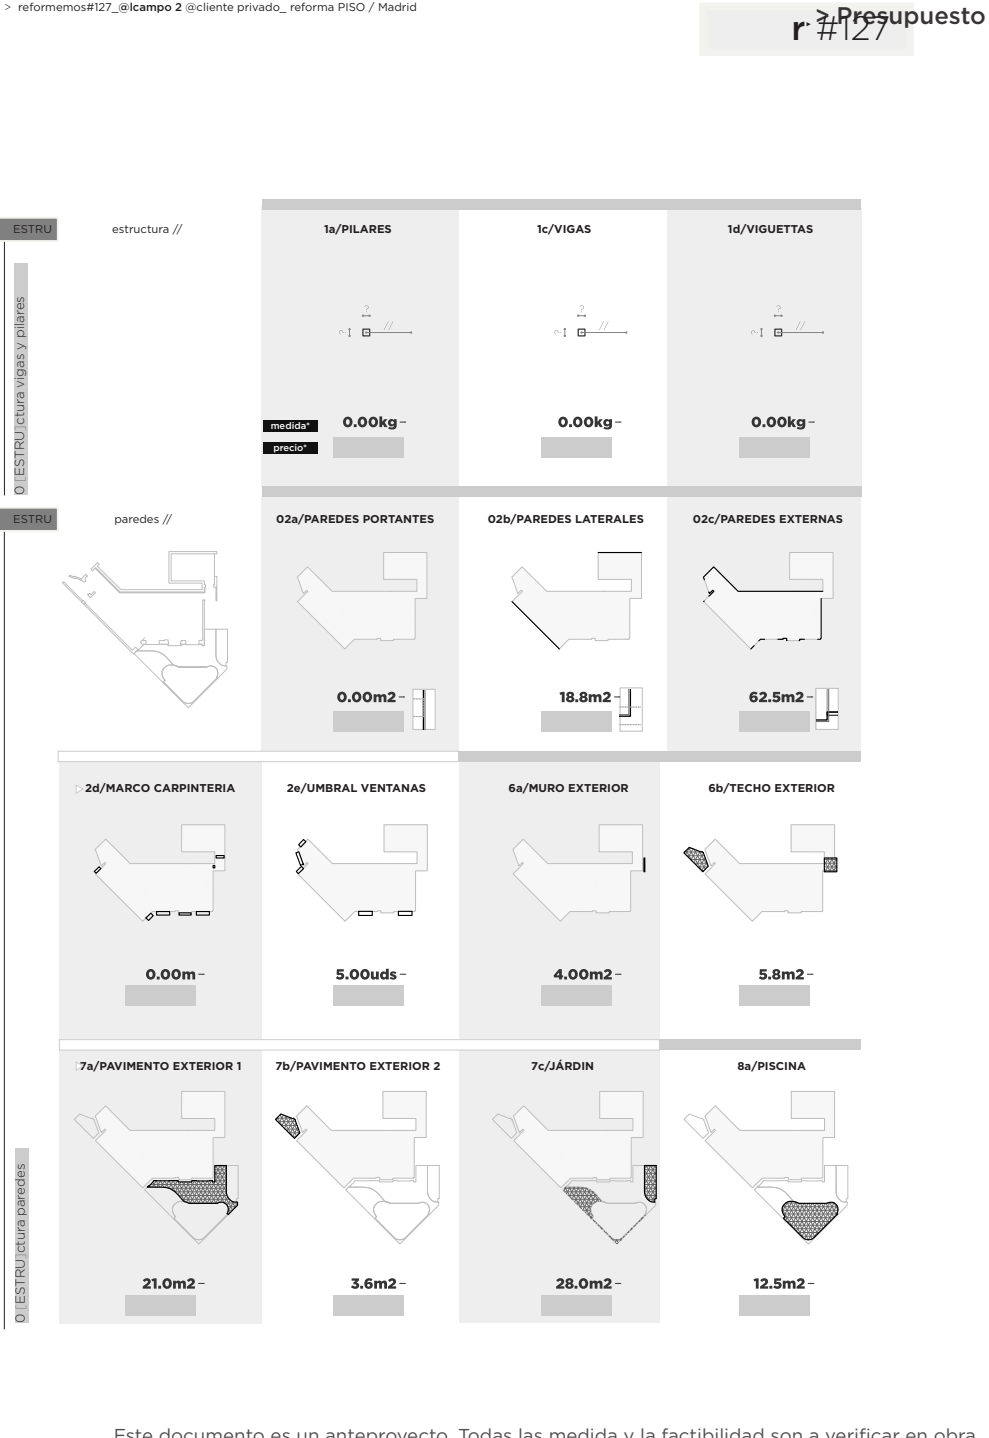 > reformemos#127_@lcampo 2 @cliente privado_ reforma PISO / Madrid
> Presupuesto
r #127
ESTRU
estructura //
1a/PILARES
1c/VIGAS
1d/VIGUETTAS
?
?
?
?
//
?
//
?
//
medida*
0.00kg –
0.00kg –
0.00kg –
precio*
0 [ESTRU]ctura vigas y pilares
ESTRU
paredes //
02a/PAREDES PORTANTES
02b/PAREDES LATERALES
02c/PAREDES EXTERNAS
0.00m2 –
18.8m2 –
62.5m2 –
2d/MARCO CARPINTERIA
2e/UMBRAL VENTANAS
6a/MURO EXTERIOR
6b/TECHO EXTERIOR
0.00m –
5.00uds –
4.00m2 –
5.8m2 –
7a/PAVIMENTO EXTERIOR 1
7b/PAVIMENTO EXTERIOR 2
7c/JÁRDIN
8a/PISCINA
21.0m2 –
3.6m2 –
28.0m2 –
12.5m2 –
0 [ESTRU]ctura paredes
Este documento es un anteproyecto. Todas las medida y la factibilidad son a verificar en obra